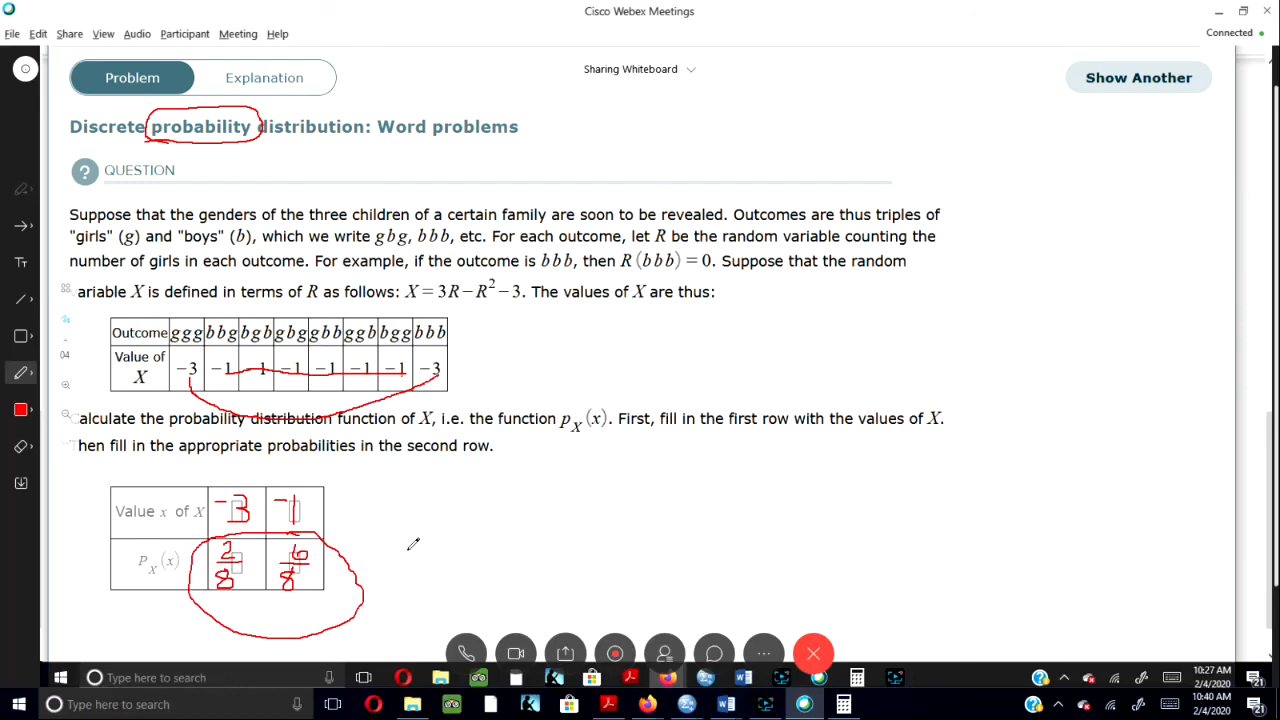 Cisco Webex Meetings
File Edit Share View Audio Participant Meeting Help
Connected
Problem Explanation
Sharing Whiteboard
Show Another
Discrete probability distribution: Word problems
? QUESTION
Suppose that the genders of the three children of a certain family are soon to be revealed. Outcomes are thus triples of
"girls" (g) and "boys" (b), which we write gbg, bbb, etc. For each outcome, let R be the random variable counting the
number of girls in each outcome. For example, if the outcome is bbb, then R(bbb) = 0. Suppose that the random
ariable X is defined in terms of R as follows: X = 3R − R² − 3. The values of X are thus:
Outcome ggg bbg bgb gbg gbb ggb bgg bbb
Value of X −3 −1 −1 −1 −1 −1 −1 −3
04
alculate the probability distribution function of X, i.e. the function p_X(x). First, fill in the first row with the values of X.
hen fill in the appropriate probabilities in the second row.
Value x of X -3 -1
P_X(x) 2/8 6/8
Type here to search
10:27 AM
2/4/2020
21
Type here to search
10:40 AM
2/4/2020
21